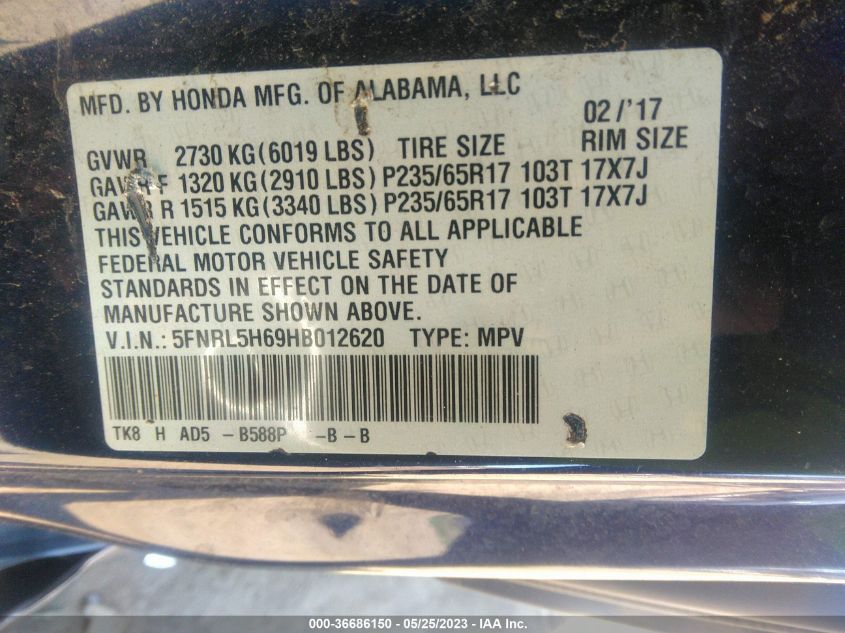 MFD. BY HONDA MFG. OF ALABAMA, LLC
02/'17
GVWR 2730 KG(6019 LBS) TIRE SIZE RIM SIZE
GAWR F 1320 KG(2910 LBS) P235/65R17 103T 17X7J
GAWR R 1515 KG(3340 LBS) P235/65R17 103T 17X7J
THIS VEHICLE CONFORMS TO ALL APPLICABLE
FEDERAL MOTOR VEHICLE SAFETY
STANDARDS IN EFFECT ON THE DATE OF
MANUFACTURE SHOWN ABOVE.
V.I.N.: 5FNRL5H69HB012620 TYPE: MPV
TK8 H AD5 -B588P -B-B
000-36686150 - 05/25/2023 - IAA Inc.